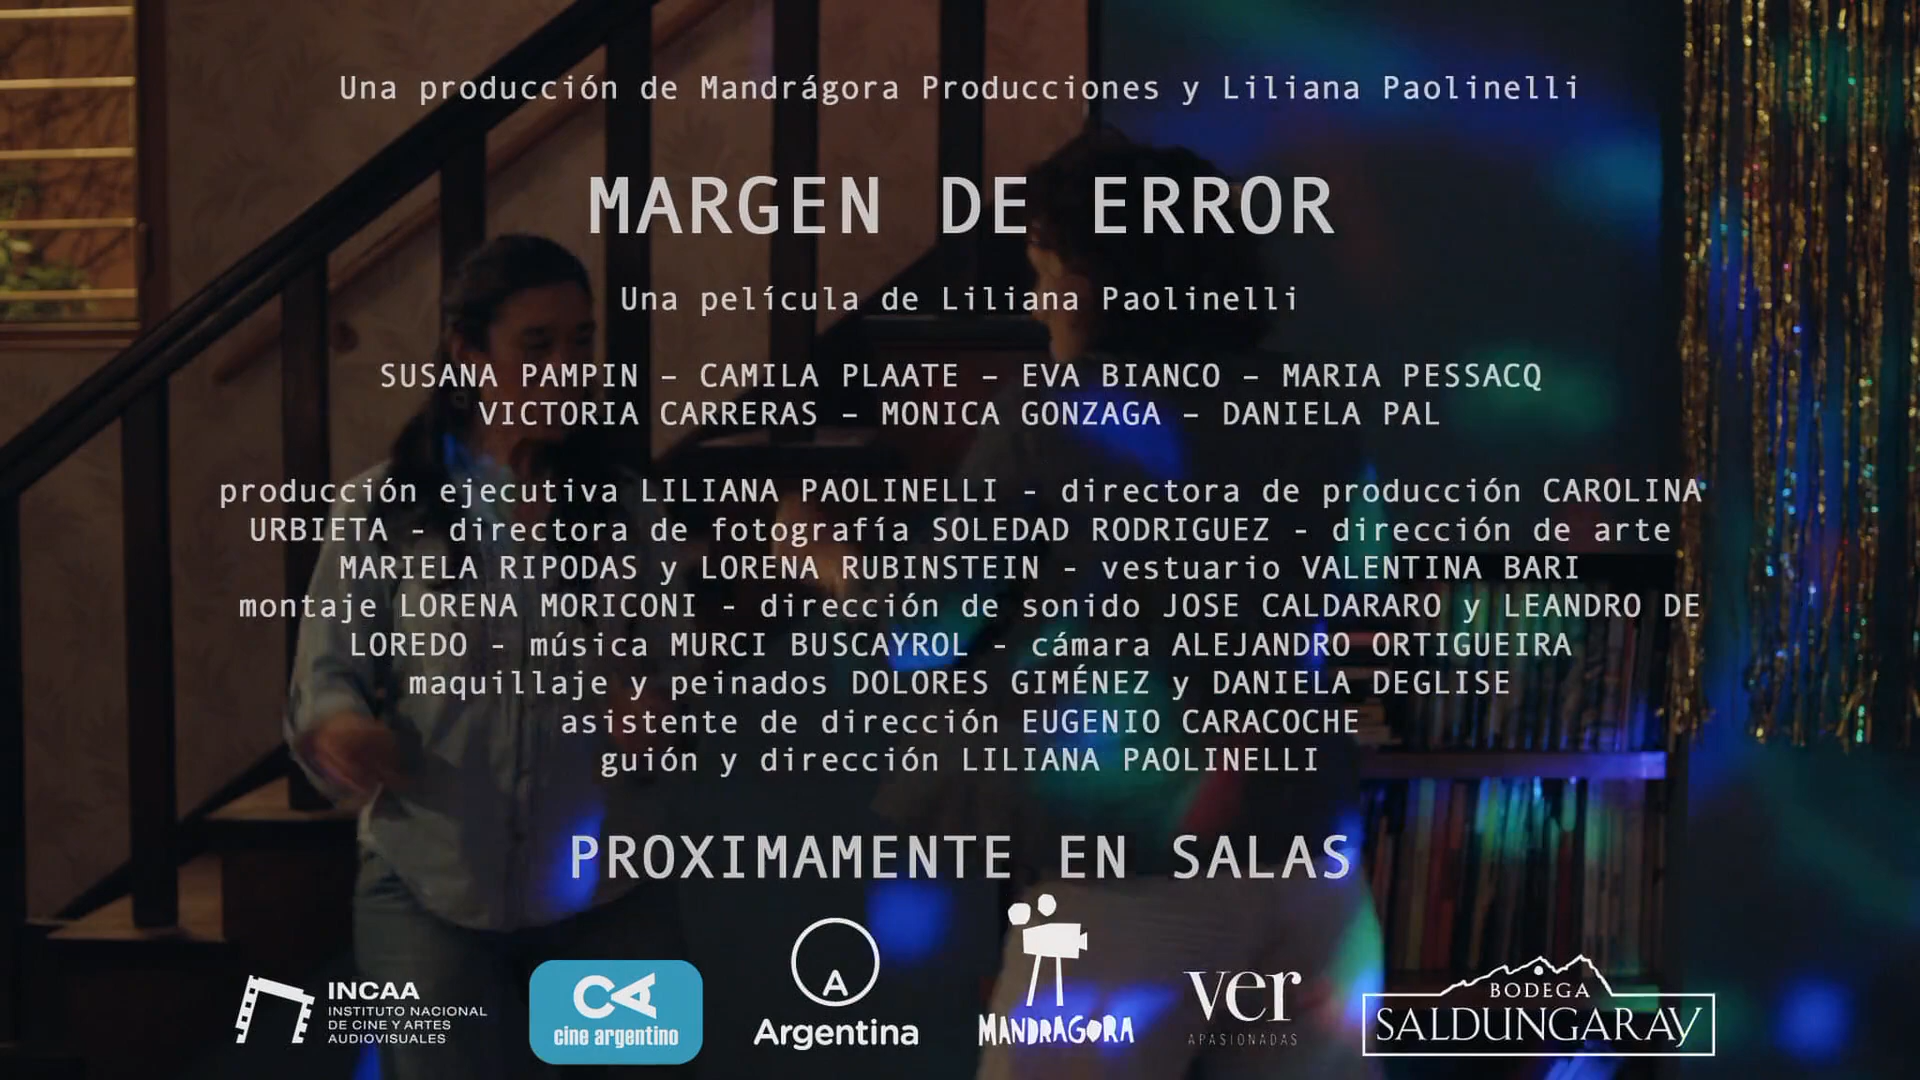 Una producción de Mandrágora Producciones y Liliana Paolinelli
MARGEN DE ERROR
Una película de Liliana Paolinelli
SUSANA PAMPIN – CAMILA PLAATE – EVA BIANCO – MARIA PESSACQ
VICTORIA CARRERAS – MONICA GONZAGA – DANIELA PAL
producción ejecutiva LILIANA PAOLINELLI - directora de producción CAROLINA
URBIETA - directora de fotografía SOLEDAD RODRIGUEZ - dirección de arte
MARIELA RIPODAS y LORENA RUBINSTEIN - vestuario VALENTINA BARI
montaje LORENA MORICONI - dirección de sonido JOSE CALDARARO y LEANDRO DE
LOREDO - música MURCI BUSCAYROL - cámara ALEJANDRO ORTIGUEIRA
maquillaje y peinados DOLORES GIMÉNEZ y DANIELA DEGLISE
asistente de dirección EUGENIO CARACOCHE
guión y dirección LILIANA PAOLINELLI
PROXIMAMENTE EN SALAS
INCAA
INSTITUTO NACIONAL
DE CINE Y ARTES
AUDIOVISUALES
CA
cine argentino
A
Argentina
MANDRAGORA
ver
APASIONADAS
BODEGA
SALDUNGARAY